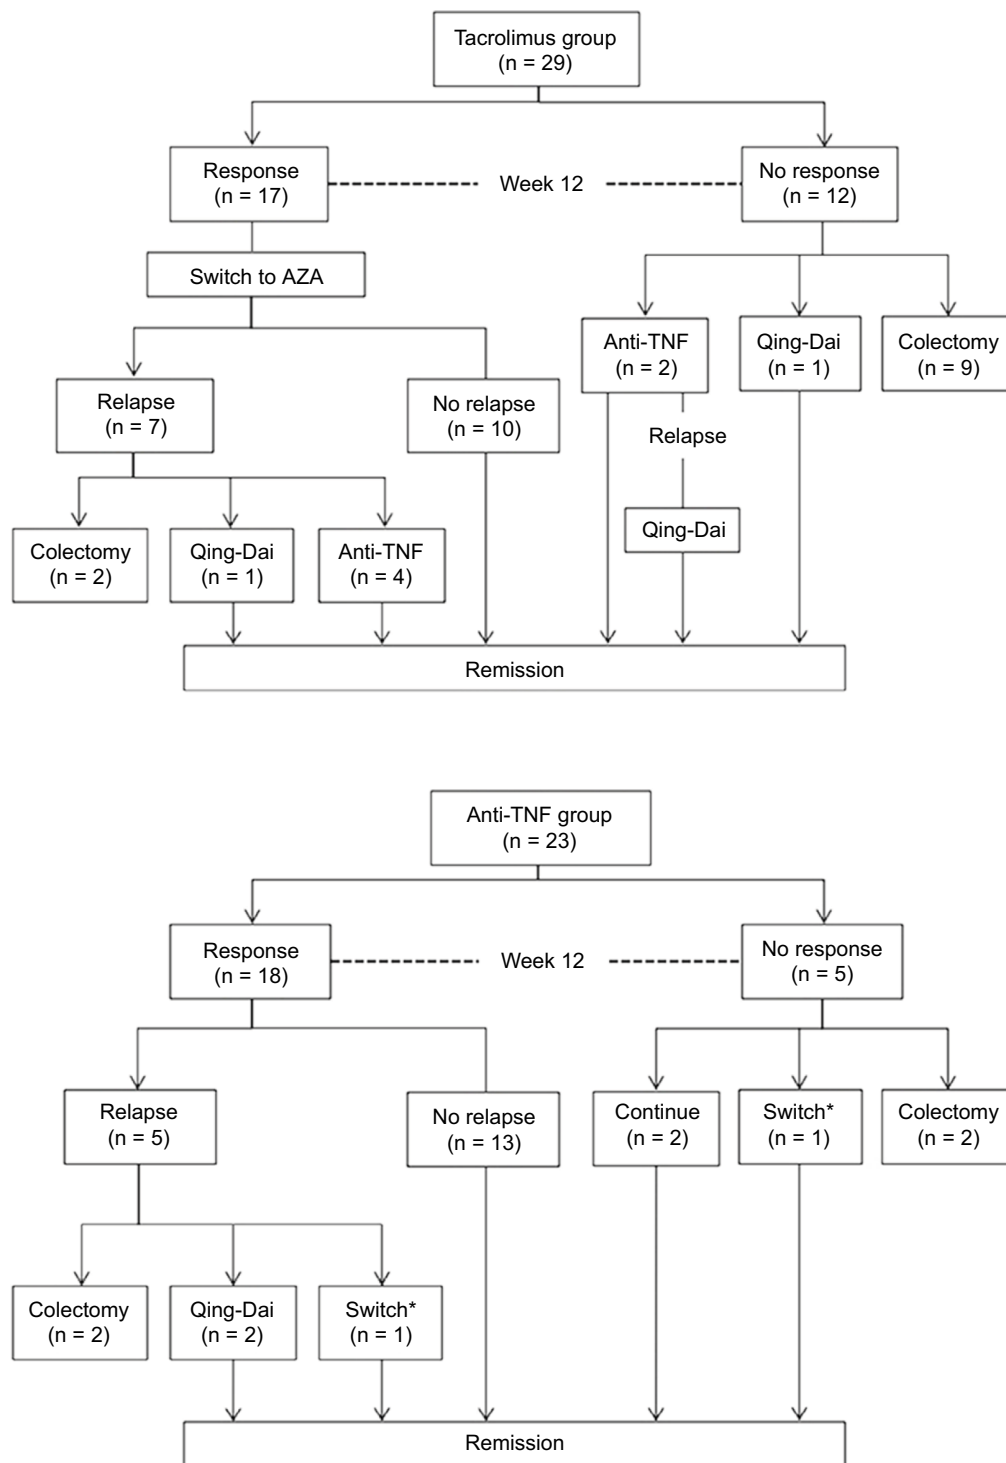 Tacrolimus group
(n = 29)
Response
(n = 17)
Week 12
No response
(n = 12)
Switch to AZA
Anti-TNF
(n = 2)
Qing-Dai
(n = 1)
Colectomy
(n = 9)
Relapse
(n = 7)
No relapse
(n = 10)
Relapse
Qing-Dai
Colectomy
(n = 2)
Qing-Dai
(n = 1)
Anti-TNF
(n = 4)
Remission
Anti-TNF group
(n = 23)
Response
(n = 18)
Week 12
No response
(n = 5)
Relapse
(n = 5)
No relapse
(n = 13)
Continue
(n = 2)
Switch*
(n = 1)
Colectomy
(n = 2)
Colectomy
(n = 2)
Qing-Dai
(n = 2)
Switch*
(n = 1)
Remission